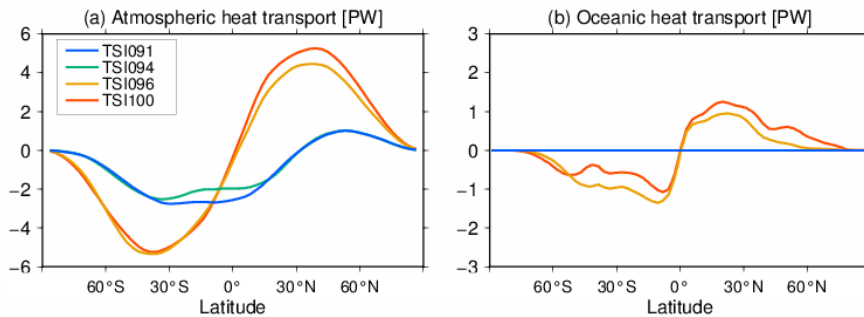 (a) Atmospheric heat transport [PW]
6
4
2
0
−2
−4
−6
TSI091
TSI094
TSI096
TSI100
60°S 30°S 0° 30°N 60°N
Latitude
(b) Oceanic heat transport [PW]
3
2
1
0
−1
−2
−3
60°S 30°S 0° 30°N 60°N
Latitude